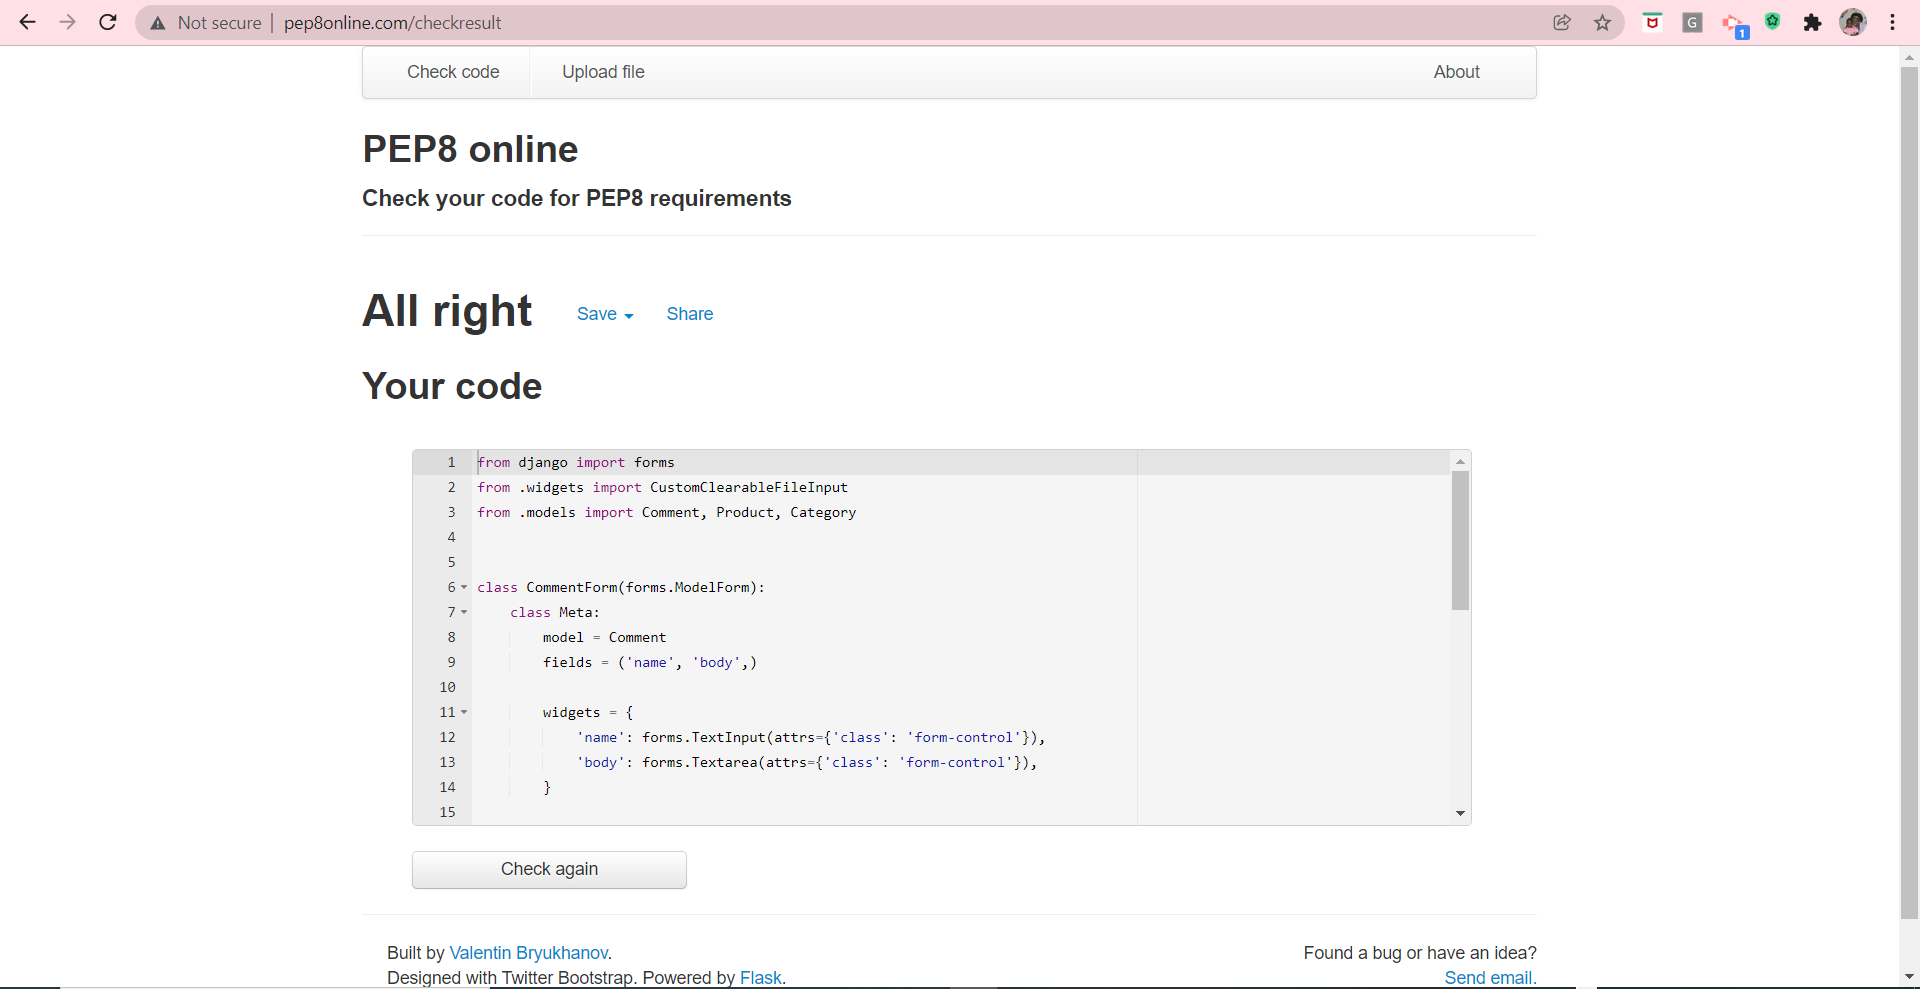 Not secure | pep8online.com/checkresult
G
1
Check code Upload file About
PEP8 online
Check your code for PEP8 requirements
All right Save Share
Your code
1 from django import forms
2 from .widgets import CustomClearableFileInput
3 from .models import Comment, Product, Category
4
5
6 class CommentForm(forms.ModelForm):
7     class Meta:
8         model = Comment
9         fields = ('name', 'body',)
10
11         widgets = {
12             'name': forms.TextInput(attrs={'class': 'form-control'}),
13             'body': forms.Textarea(attrs={'class': 'form-control'}),
14         }
15
Check again
Built by Valentin Bryukhanov. Found a bug or have an idea?
Designed with Twitter Bootstrap. Powered by Flask. Send email.